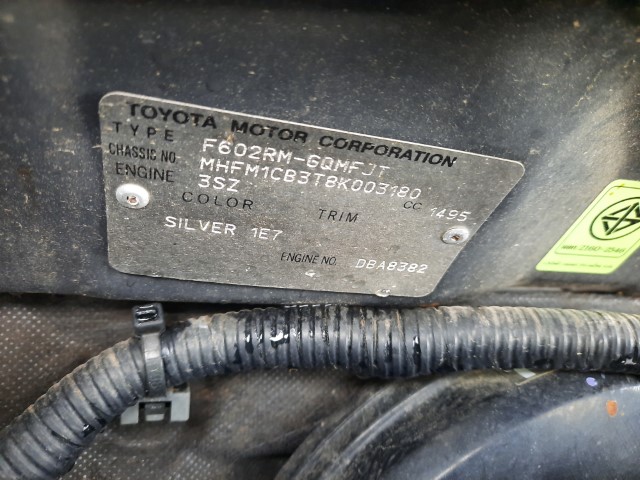 TOYOTA MOTOR CORPORATION
TYPE F602RM-GQMFJT
CHASSIS NO. MHFM1CB3T8K003180
ENGINE 3SZ CC 1495
COLOR TRIM
SILVER 1E7
ENGINE NO. DBA8382